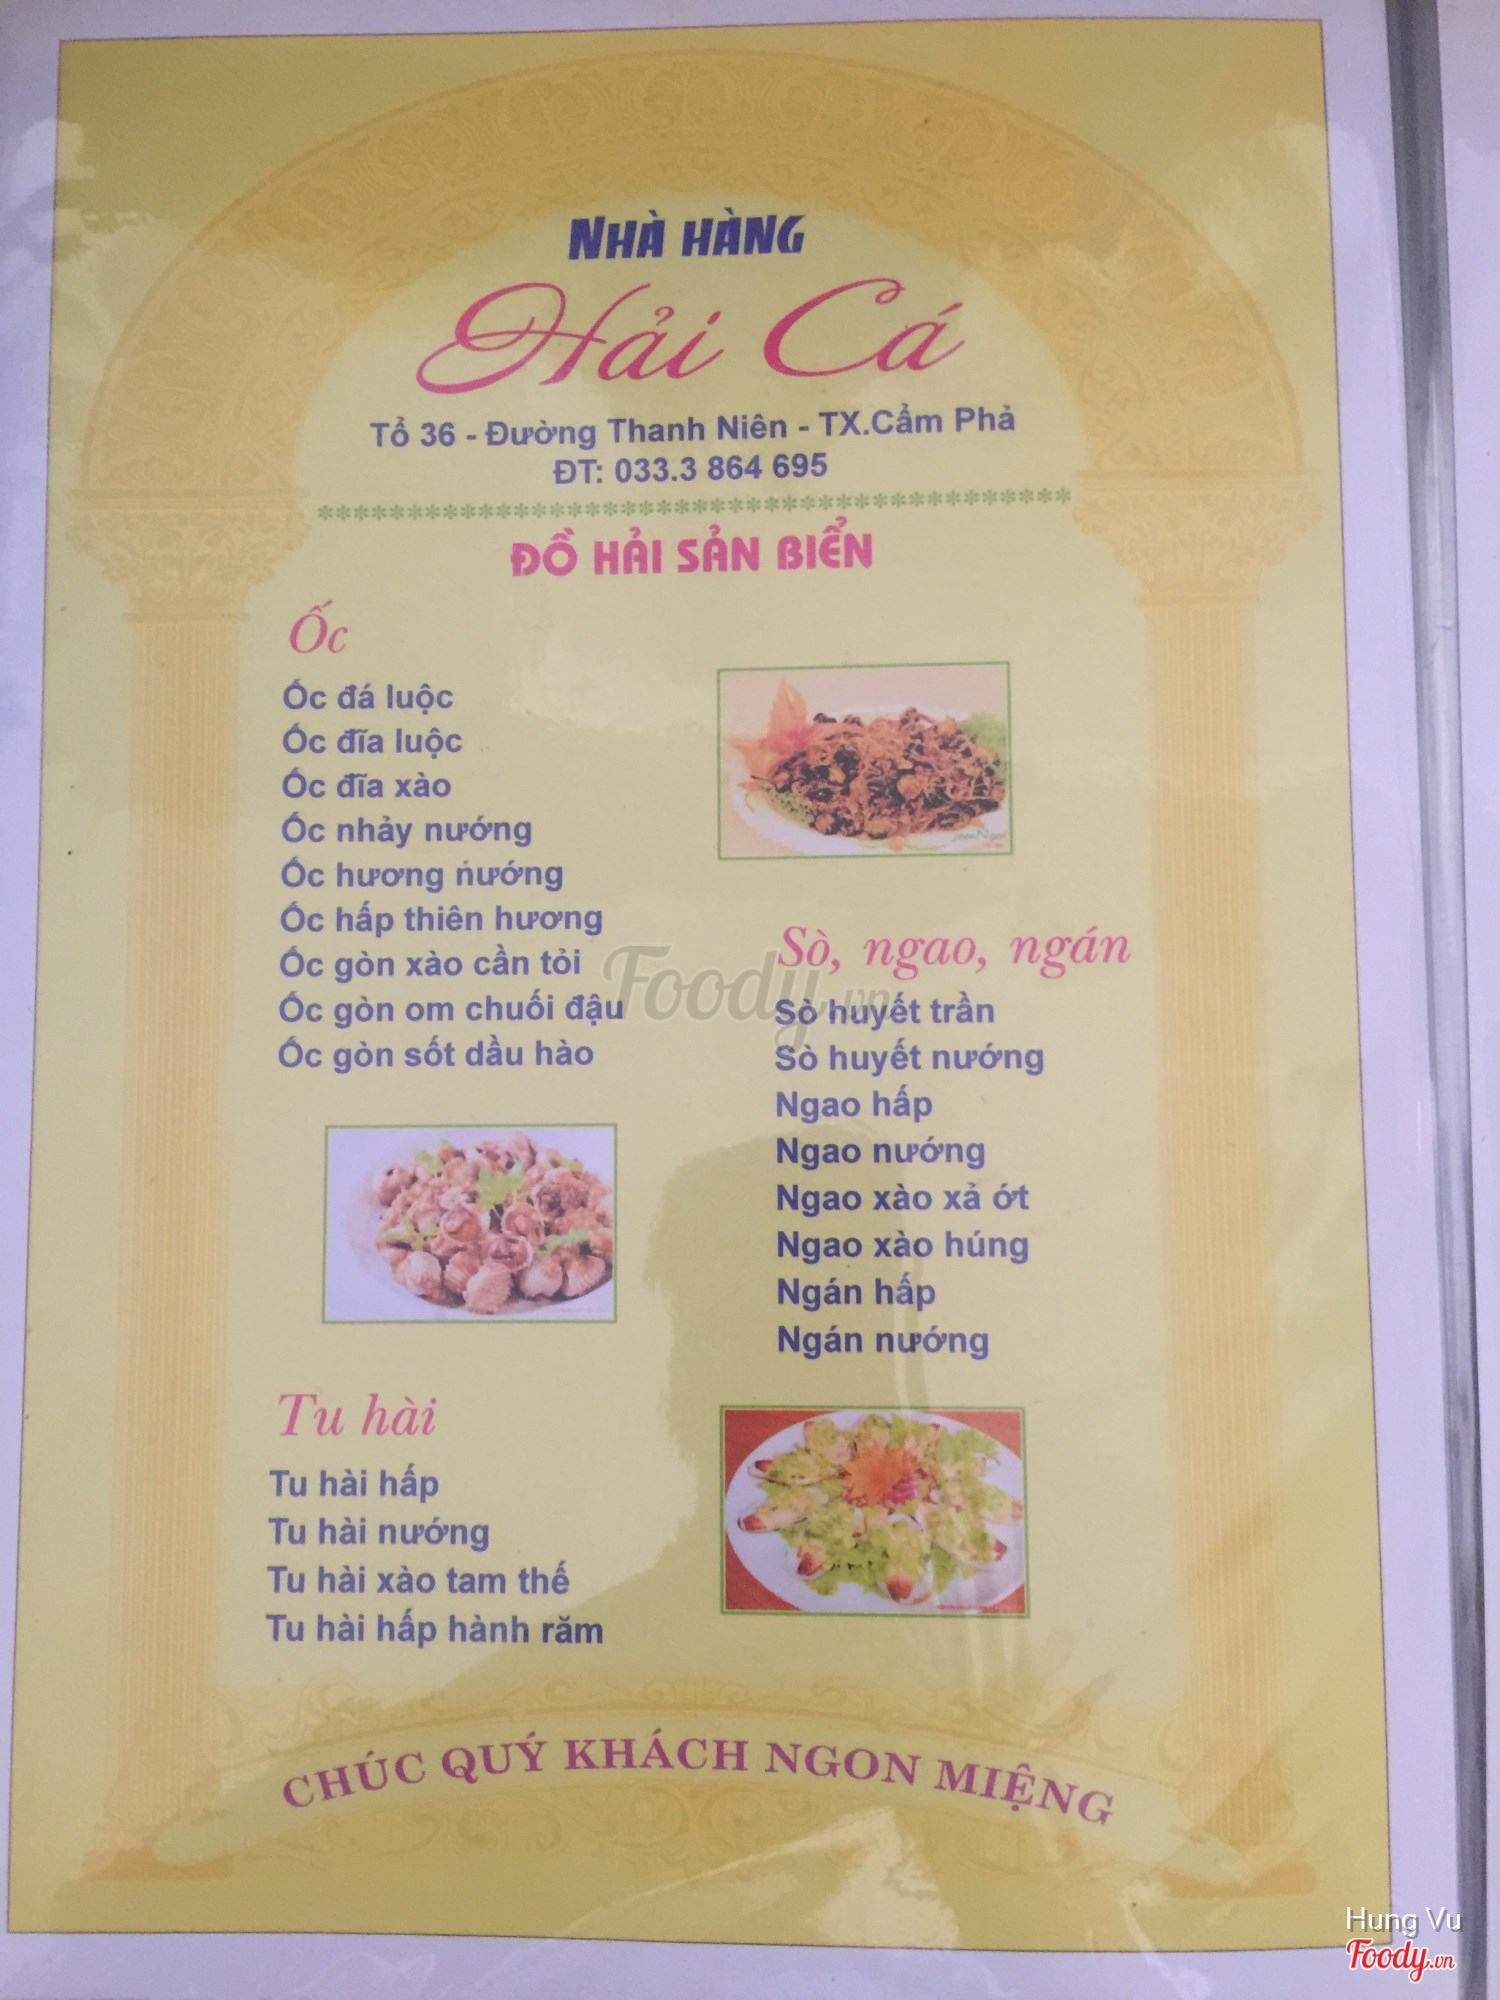 NHÀ HÀNG
Hải Cá
Tổ 36 - Đường Thanh Niên - TX.Cẩm Phả
ĐT: 033.3 864 695
******************************************
ĐỒ HẢI SẢN BIỂN
Ốc
Ốc đá luộc
Ốc đĩa luộc
Ốc đĩa xào
Ốc nhảy nướng
Ốc hương nướng
Ốc hấp thiên hương
Ốc gòn xào cần tỏi
Ốc gòn om chuối đậu
Ốc gòn sốt dầu hào
Sò, ngao, ngán
Sò huyết trần
Sò huyết nướng
Ngao hấp
Ngao nướng
Ngao xào xả ớt
Ngao xào húng
Ngán hấp
Ngán nướng
Tu hài
Tu hài hấp
Tu hài nướng
Tu hài xào tam thế
Tu hài hấp hành răm
CHÚC QUÝ KHÁCH NGON MIỆNG
Foody.vn
Hung Vu
Foody.vn